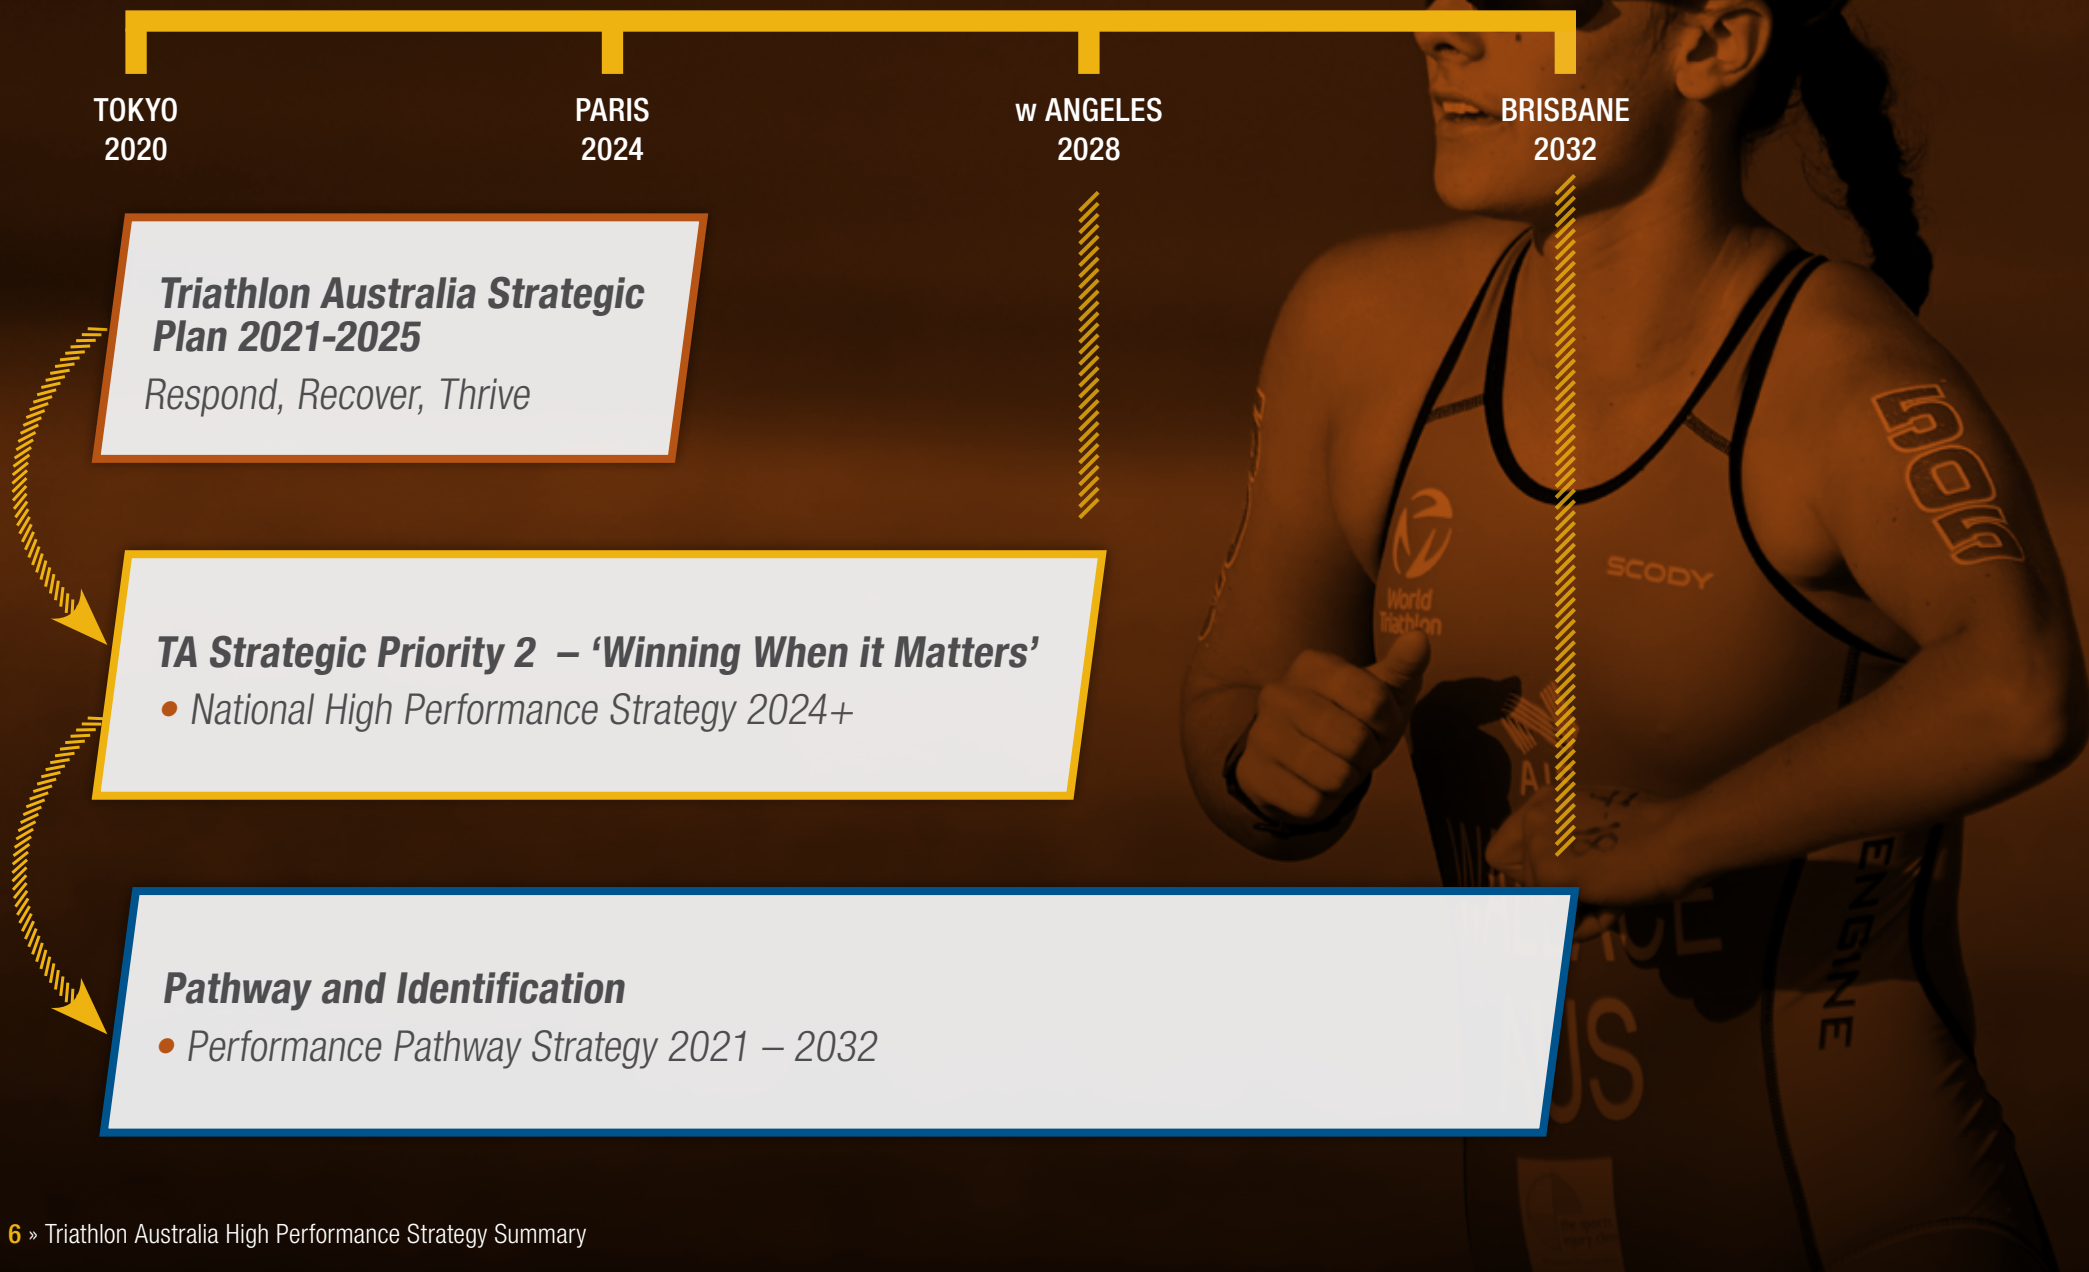 TOKYO
2020
PARIS
2024
w ANGELES
2028
BRISBANE
2032
Triathlon Australia Strategic
Plan 2021-2025
Respond, Recover, Thrive
TA Strategic Priority 2 – ‘Winning When it Matters’
• National High Performance Strategy 2024+
Pathway and Identification
• Performance Pathway Strategy 2021 – 2032
505
SCODY
World
Triathlon
ENGINE
6 » Triathlon Australia High Performance Strategy Summary